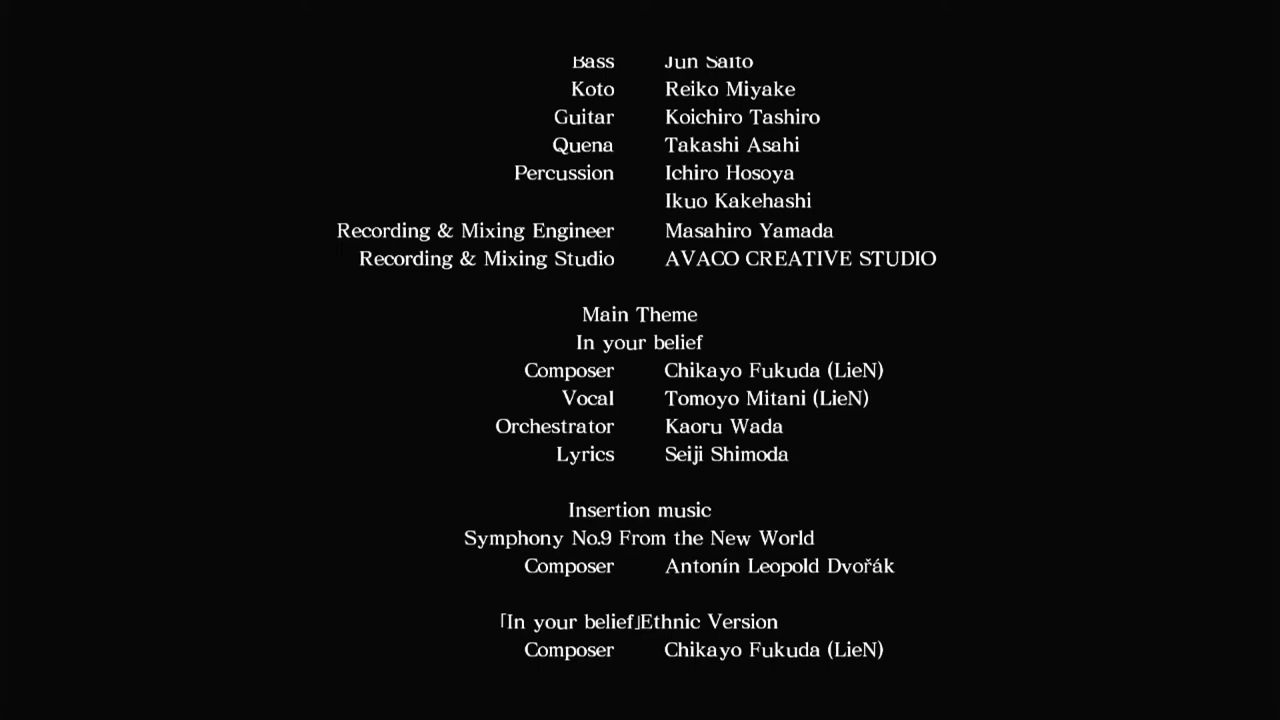 Bass Jun Saito
Koto Reiko Miyake
Guitar Koichiro Tashiro
Quena Takashi Asahi
Percussion Ichiro Hosoya
Ikuo Kakehashi
Recording & Mixing Engineer Masahiro Yamada
Recording & Mixing Studio AVACO CREATIVE STUDIO
Main Theme
In your belief
Composer Chikayo Fukuda (LieN)
Vocal Tomoyo Mitani (LieN)
Orchestrator Kaoru Wada
Lyrics Seiji Shimoda
Insertion music
Symphony No.9 From the New World
Composer Antonín Leopold Dvořák
「In your belief」Ethnic Version
Composer Chikayo Fukuda (LieN)